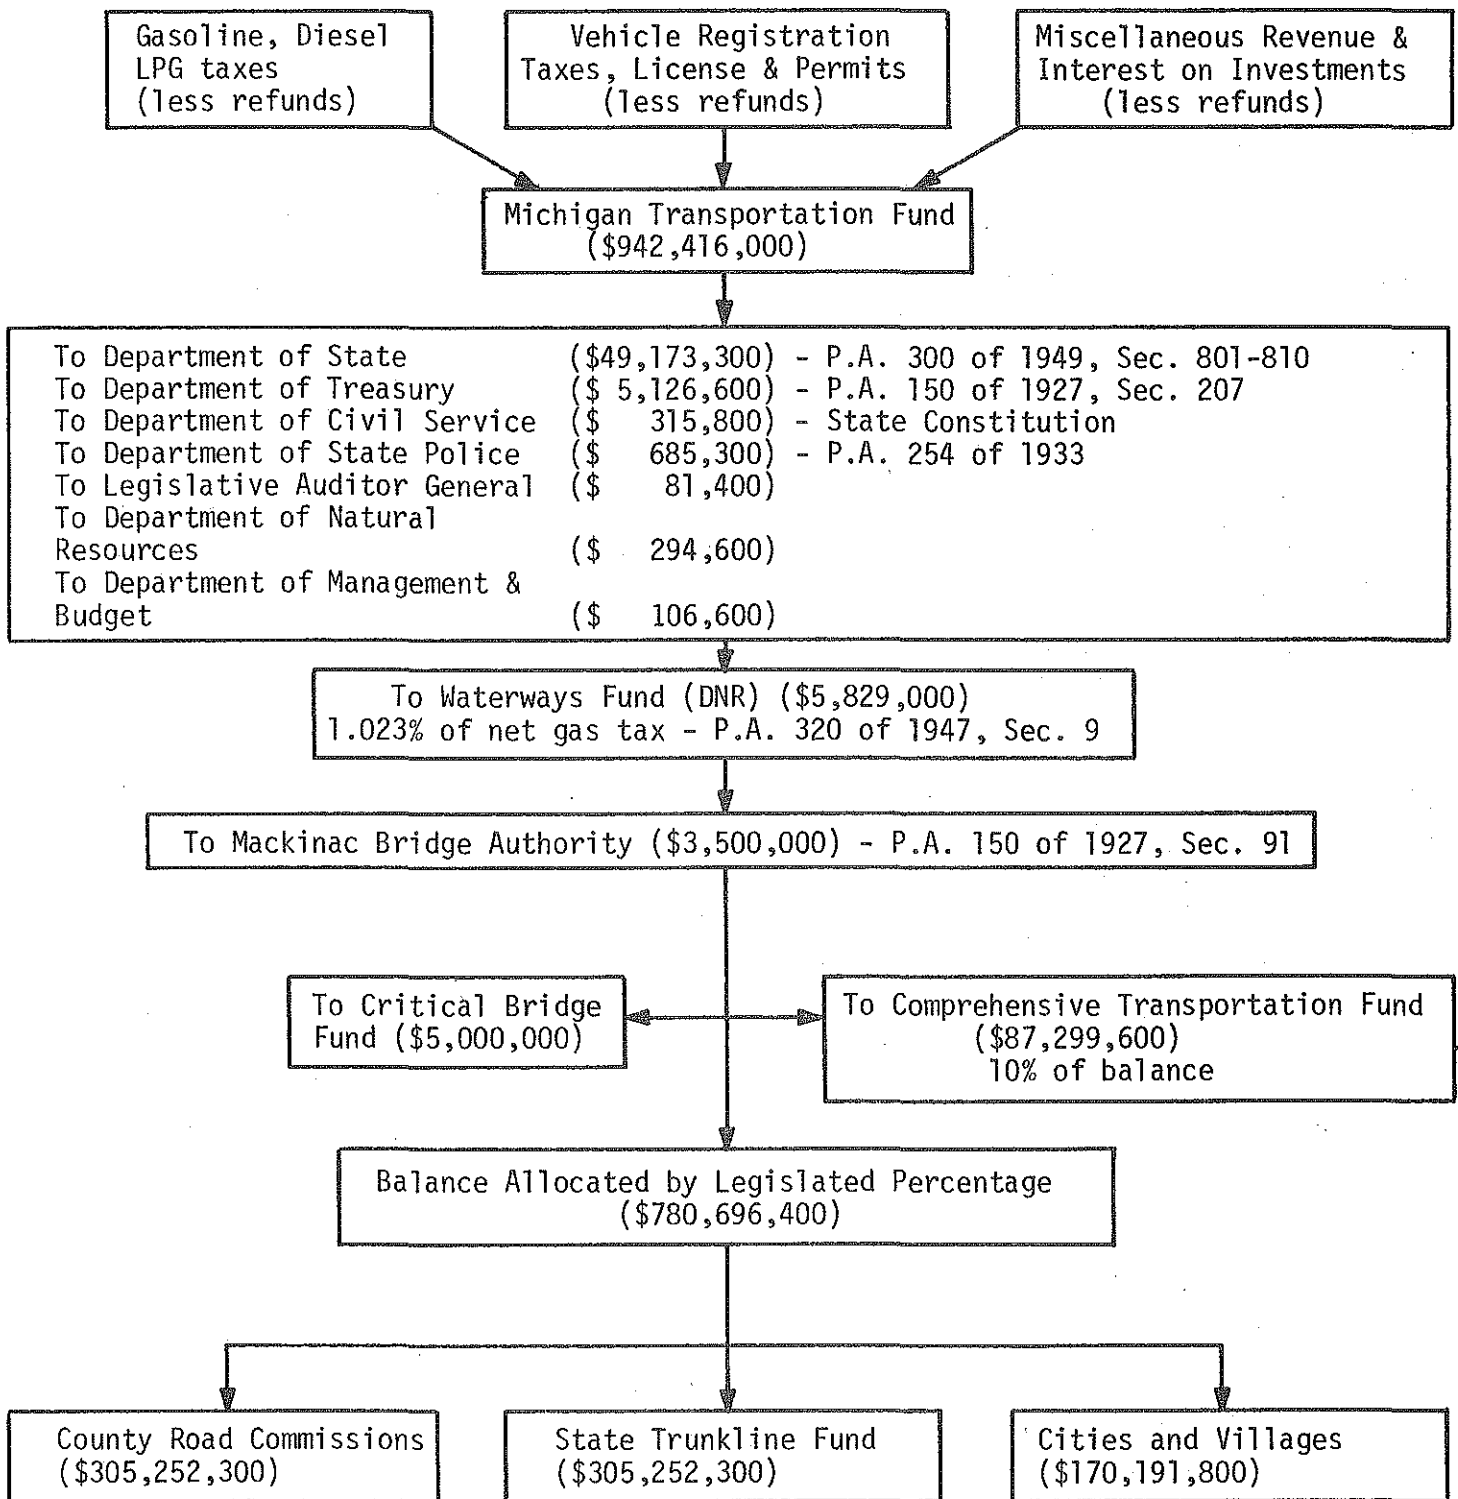 Gasoline, Diesel
LPG taxes
(less refunds)
Vehicle Registration
Taxes, License & Permits
(less refunds)
Miscellaneous Revenue &
Interest on Investments
(less refunds)
Michigan Transportation Fund
($942,416,000)
To Department of State ($49,173,300) - P.A. 300 of 1949, Sec. 801-810
To Department of Treasury ($ 5,126,600) - P.A. 150 of 1927, Sec. 207
To Department of Civil Service ($ 315,800) - State Constitution
To Department of State Police ($ 685,300) - P.A. 254 of 1933
To Legislative Auditor General ($ 81,400)
To Department of Natural
Resources ($ 294,600)
To Department of Management &
Budget ($ 106,600)
To Waterways Fund (DNR) ($5,829,000)
1.023% of net gas tax - P.A. 320 of 1947, Sec. 9
To Mackinac Bridge Authority ($3,500,000) - P.A. 150 of 1927, Sec. 91
To Critical Bridge
Fund ($5,000,000)
To Comprehensive Transportation Fund
($87,299,600)
10% of balance
Balance Allocated by Legislated Percentage
($780,696,400)
County Road Commissions
($305,252,300)
State Trunkline Fund
($305,252,300)
Cities and Villages
($170,191,800)